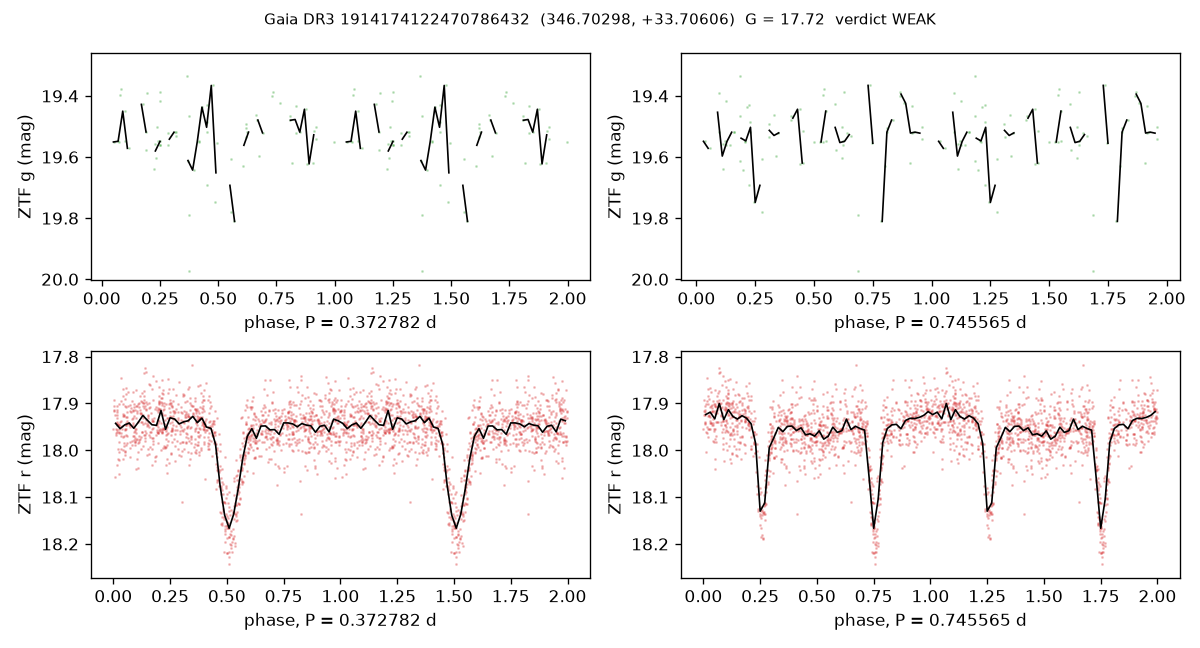 Gaia DR3 1914174122470786432 (346.70298, +33.70606) G = 17.72 verdict WEAK
ZTF g (mag)
19.4
19.6
19.8
20.0
0.00 0.25 0.50 0.75 1.00 1.25 1.50 1.75 2.00
phase, P = 0.372782 d
ZTF g (mag)
19.4
19.6
19.8
20.0
0.00 0.25 0.50 0.75 1.00 1.25 1.50 1.75 2.00
phase, P = 0.745565 d
ZTF r (mag)
17.8
17.9
18.0
18.1
18.2
0.00 0.25 0.50 0.75 1.00 1.25 1.50 1.75 2.00
phase, P = 0.372782 d
ZTF r (mag)
17.8
17.9
18.0
18.1
18.2
0.00 0.25 0.50 0.75 1.00 1.25 1.50 1.75 2.00
phase, P = 0.745565 d